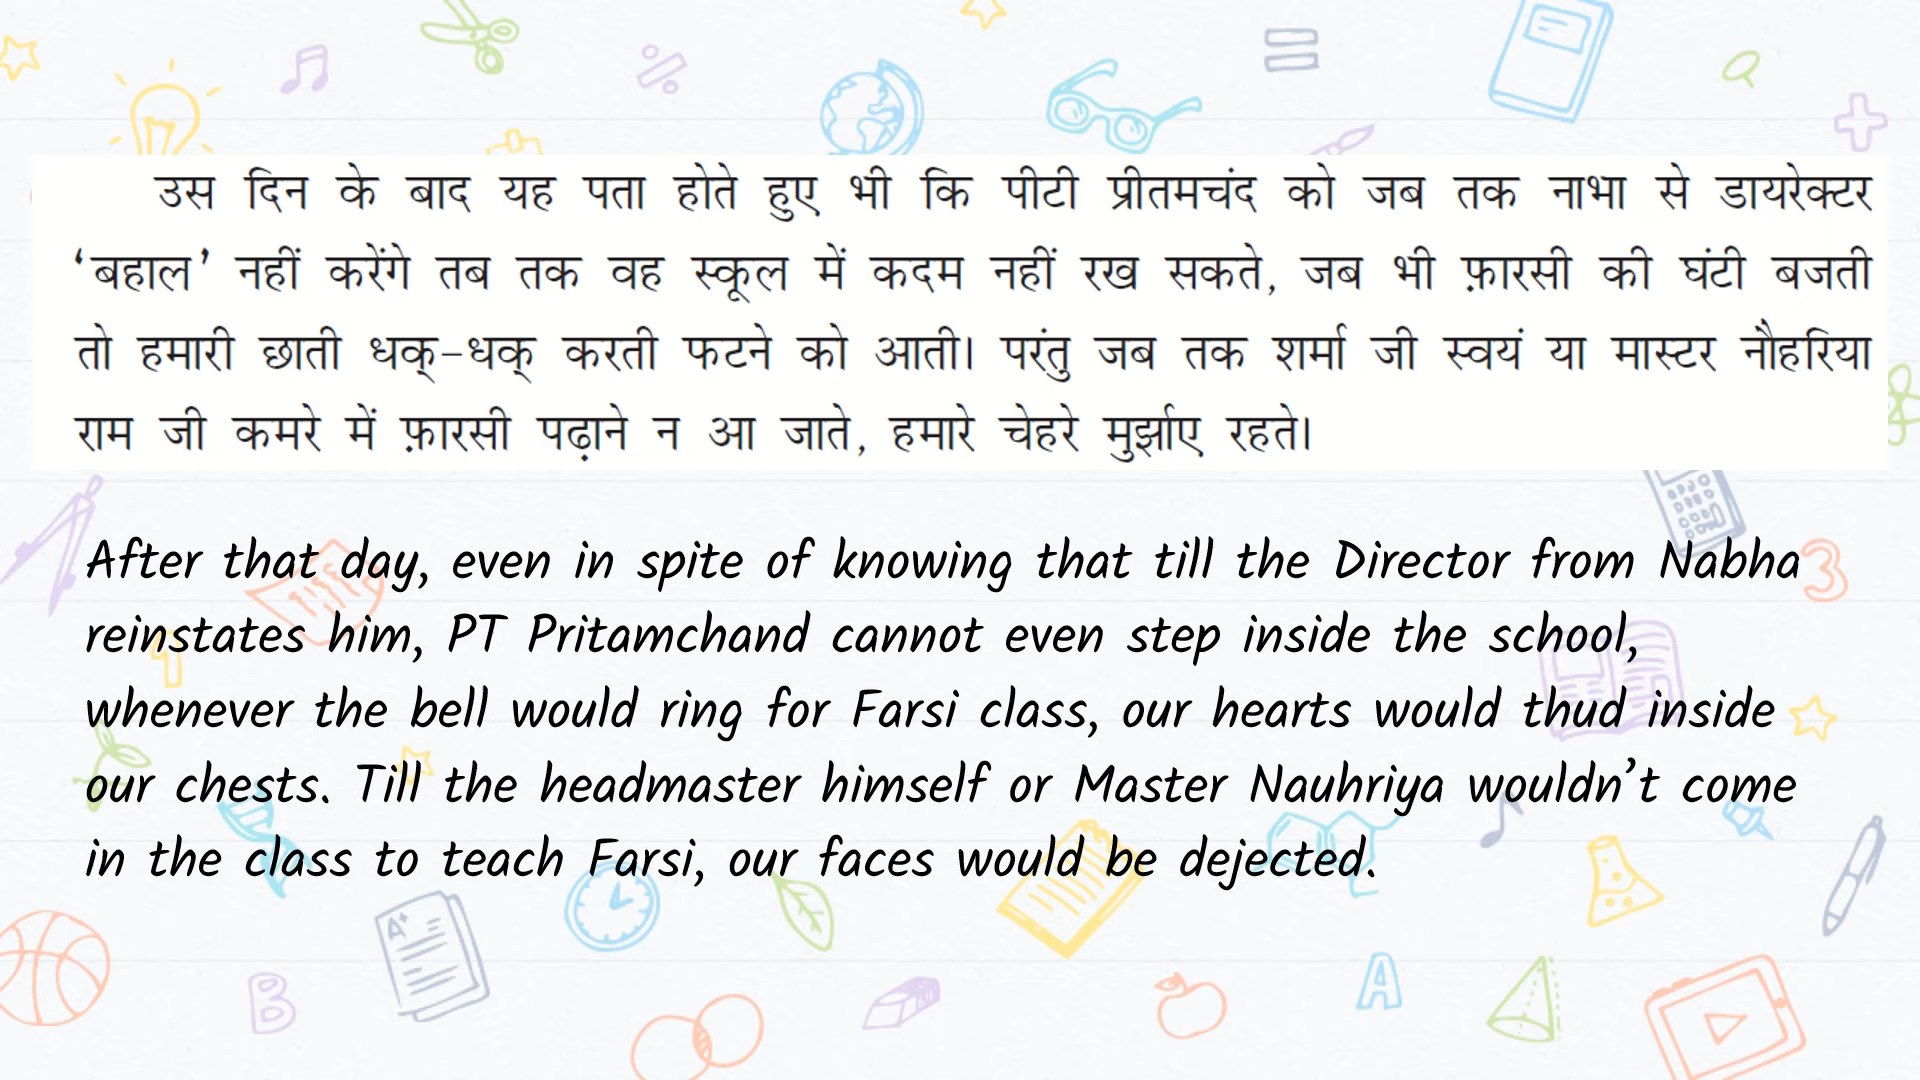 उस दिन के बाद यह पता होते हुए भी कि पीटी प्रीतमचंद को जब तक नाभा से डायरेक्टर
‘बहाल’ नहीं करेंगे तब तक वह स्कूल में कदम नहीं रख सकते, जब भी फ़ारसी की घंटी बजती
तो हमारी छाती धक्-धक् करती फटने को आती। परंतु जब तक शर्मा जी स्वयं या मास्टर नौहरिया
राम जी कमरे में फ़ारसी पढ़ाने न आ जाते, हमारे चेहरे मुर्झाए रहते।
After that day, even in spite of knowing that till the Director from Nabha
reinstates him, PT Pritamchand cannot even step inside the school,
whenever the bell would ring for Farsi class, our hearts would thud inside
our chests. Till the headmaster himself or Master Nauhriya wouldn’t come
in the class to teach Farsi, our faces would be dejected.